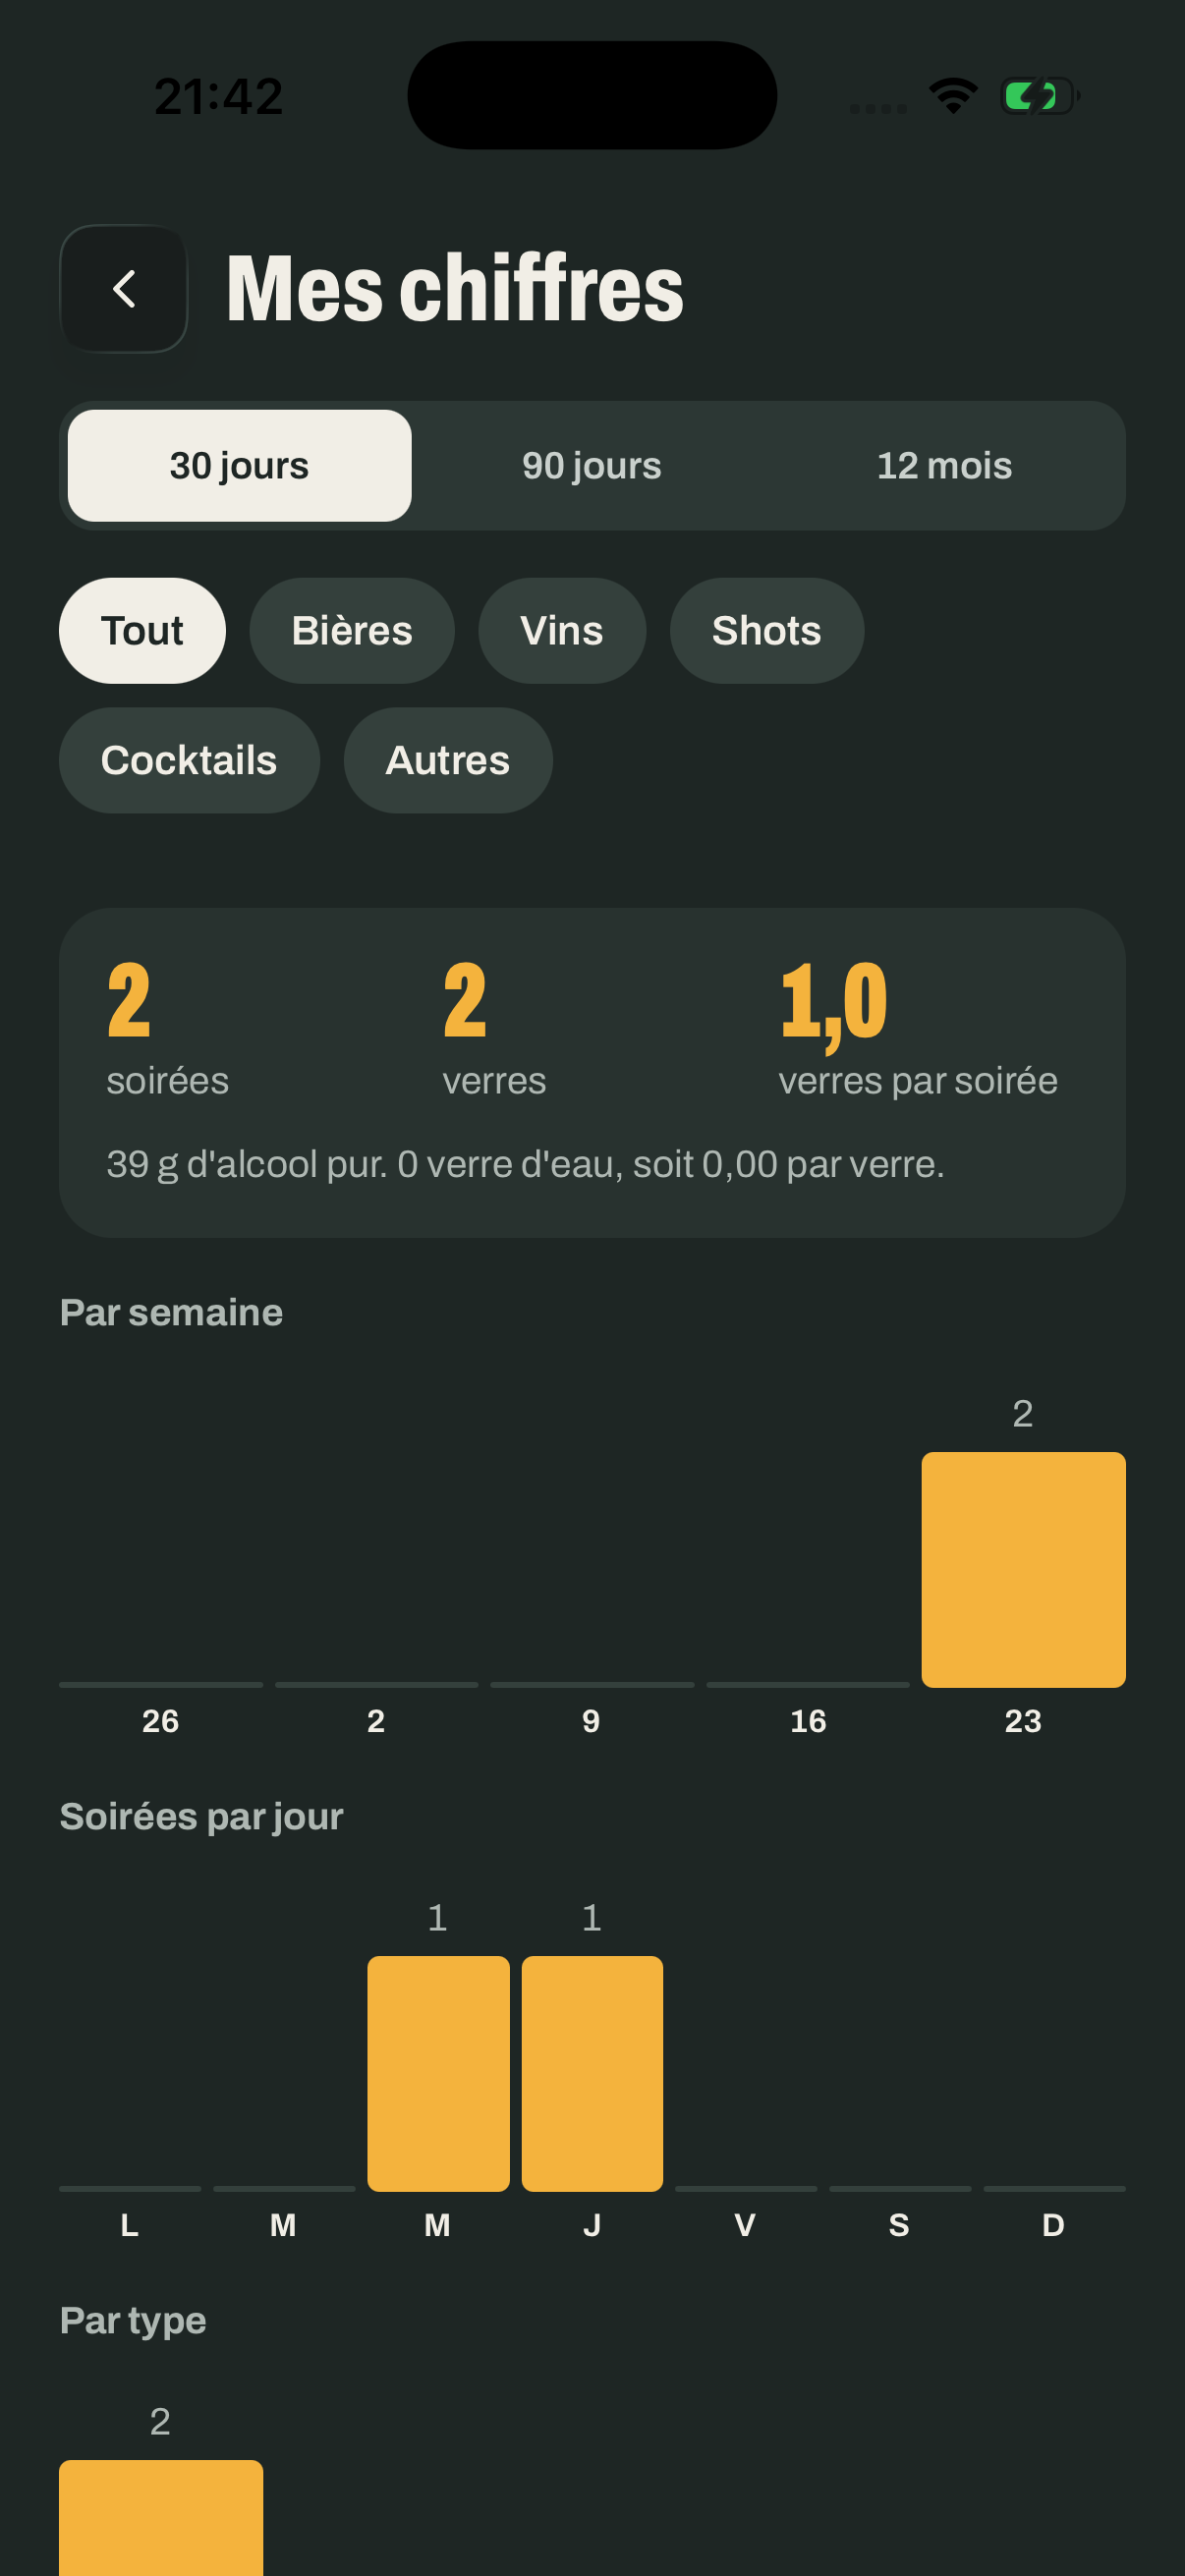 21:42
Mes chiffres
30 jours 90 jours 12 mois
Tout Bières Vins Shots
Cocktails Autres
2 2 1,0
soirées verres verres par soirée
39 g d'alcool pur. 0 verre d'eau, soit 0,00 par verre.
Par semaine
2
26 2 9 16 23
Soirées par jour
1 1
L M M J V S D
Par type
2